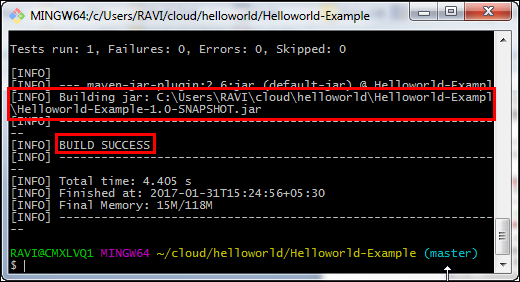 MINGW64:/c/Users/RAVI/cloud/helloworld/Helloworld-Example
Tests run: 1, Failures: 0, Errors: 0, Skipped: 0
[INFO]
[INFO] --- maven-jar-plugin:2.6:jar (default-jar) @ Helloworld-Exampl
[INFO] Building jar: C:\Users\RAVI\cloud\helloworld\Helloworld-Exampl
\Helloworld-Example-1.0-SNAPSHOT.jar
[INFO] ----------------------------------------------------------------
--
[INFO] BUILD SUCCESS
[INFO] ----------------------------------------------------------------
--
[INFO] Total time: 4.405 s
[INFO] Finished at: 2017-01-31T15:24:56+05:30
[INFO] Final Memory: 15M/118M
[INFO] ----------------------------------------------------------------
--
RAVI@CMXLVQ1 MINGW64 ~/cloud/helloworld/Helloworld-Example (master)
$